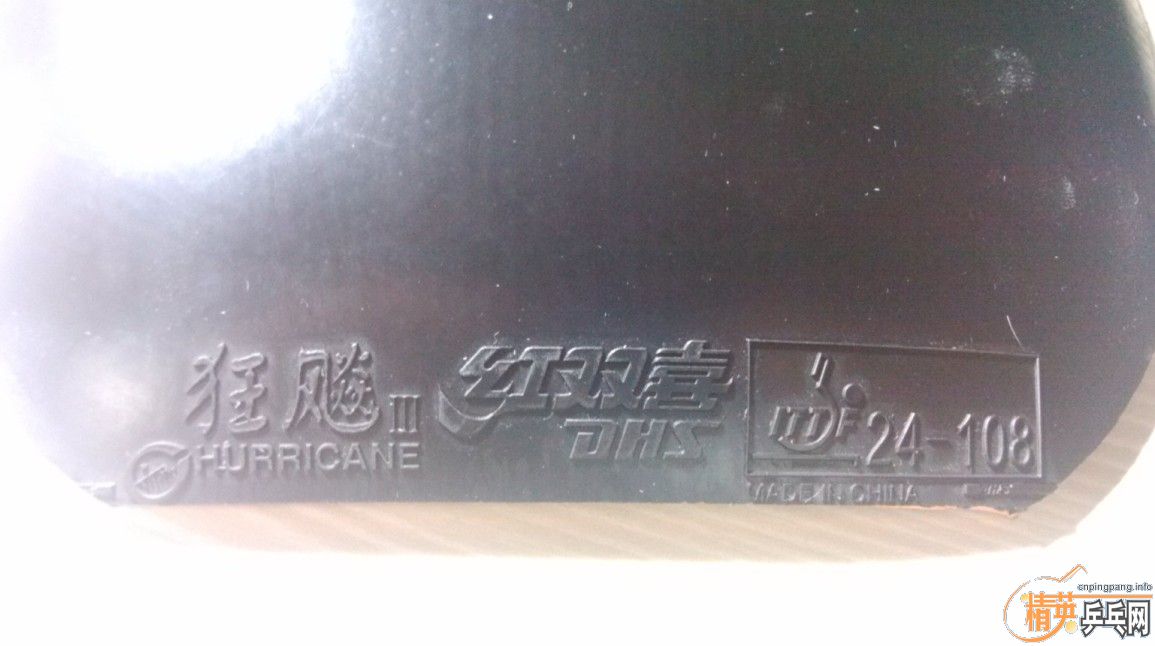 狂飚III
HURRICANE
红双喜
DHS
ITTF 24-108
MADE IN CHINA
cnpingpang.info
精英乒乓网